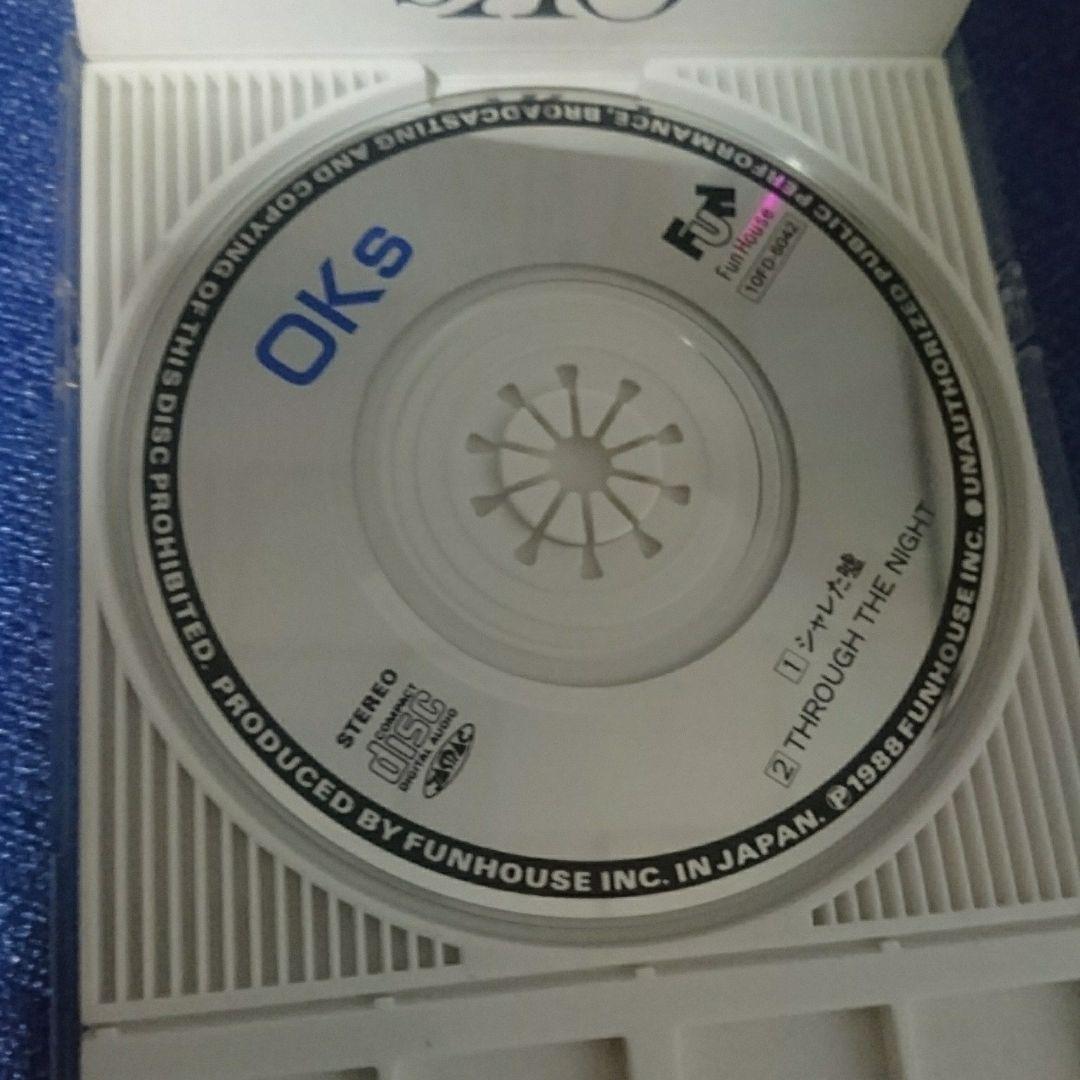 OKs
OKs
FUN
Fun House
10FD-8042
1 シャレた嘘
2 THROUGH THE NIGHT
STEREO
COMPACT
disc
DIGITAL AUDIO
JASRAC
●UNAUTHORIZED PUBLIC PERFORMANCE, BROADCASTING AND COPYING OF THIS DISC PROHIBITED. PRODUCED BY FUNHOUSE INC. IN JAPAN. ℗1988 FUNHOUSE INC.